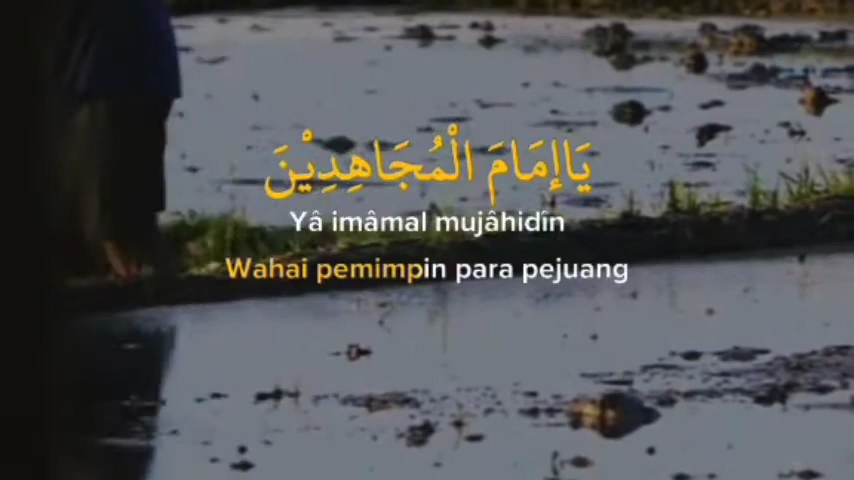 يَاإِمَامَ الْمُجَاهِدِيْنَ
Yâ imâmal mujâhidîn
Wahai pemimpin para pejuang